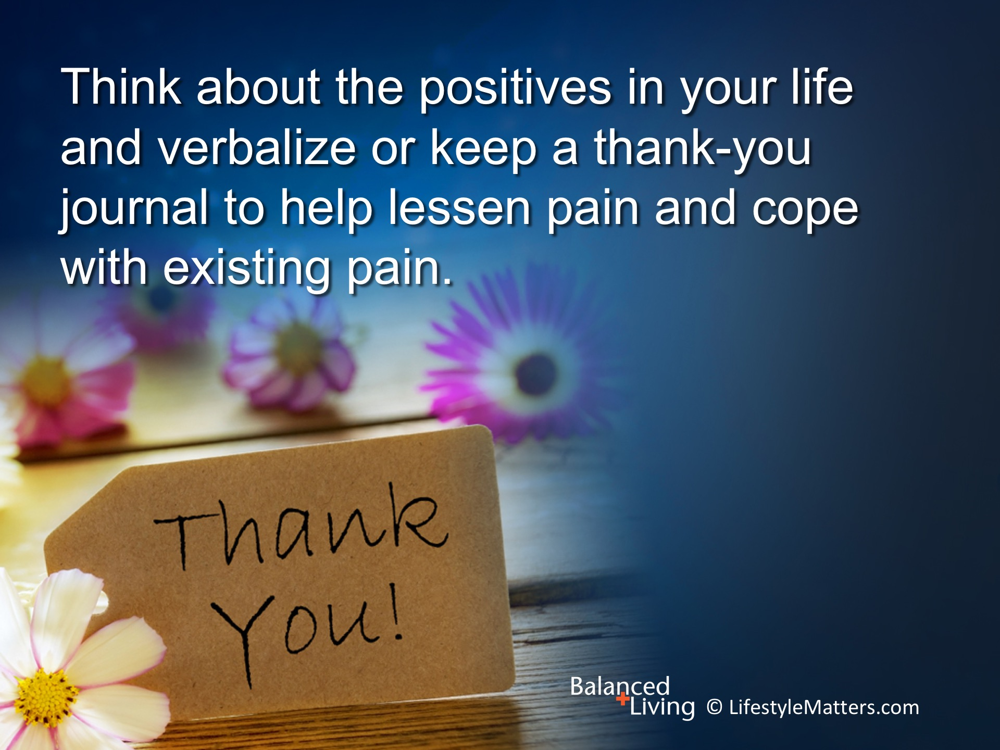 Think about the positives in your life
and verbalize or keep a thank-you
journal to help lessen pain and cope
with existing pain.
Thank
You!
Balanced
Living © LifestyleMatters.com